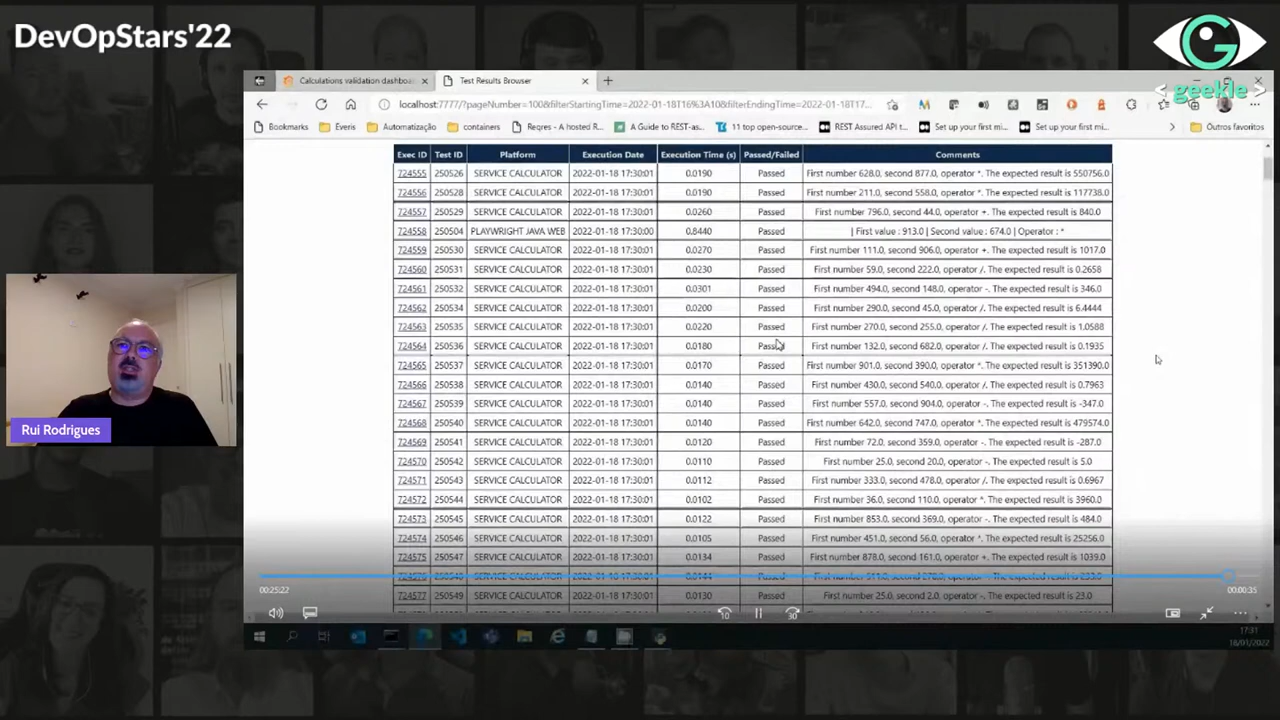 DevOpStars'22
geekle
Calculations validation dashboa
Test Results Browser
localhost:7777/?pageNumber=100&filterStartingTime=2022-01-18T16%3A10&filterEndingTime=2022-01-18T17...
Bookmarks Everis Automatização containers Reqres - A hosted R... A Guide to REST-as... 11 top open-source... REST Assured API t... Set up your first mi... Set up your first mi... Outros favoritos
Exec ID Test ID Platform Execution Date Execution Time (s) Passed/Failed Comments
724555 250526 SERVICE CALCULATOR 2022-01-18 17:30:01 0.0190 Passed First number 628.0, second 877.0, operator *. The expected result is 550756.0
724556 250528 SERVICE CALCULATOR 2022-01-18 17:30:01 0.0190 Passed First number 211.0, second 558.0, operator *. The expected result is 117738.0
724557 250529 SERVICE CALCULATOR 2022-01-18 17:30:01 0.0260 Passed First number 796.0, second 44.0, operator +. The expected result is 840.0
724558 250504 PLAYWRIGHT JAVA WEB 2022-01-18 17:30:00 0.8440 Passed | First value : 913.0 | Second value : 674.0 | Operator : *
724559 250530 SERVICE CALCULATOR 2022-01-18 17:30:01 0.0270 Passed First number 111.0, second 906.0, operator +. The expected result is 1017.0
724560 250531 SERVICE CALCULATOR 2022-01-18 17:30:01 0.0230 Passed First number 59.0, second 222.0, operator /. The expected result is 0.2658
724561 250532 SERVICE CALCULATOR 2022-01-18 17:30:01 0.0301 Passed First number 494.0, second 148.0, operator -. The expected result is 346.0
724562 250534 SERVICE CALCULATOR 2022-01-18 17:30:01 0.0200 Passed First number 290.0, second 45.0, operator /. The expected result is 6.4444
724563 250535 SERVICE CALCULATOR 2022-01-18 17:30:01 0.0220 Passed First number 270.0, second 255.0, operator /. The expected result is 1.0588
724564 250536 SERVICE CALCULATOR 2022-01-18 17:30:01 0.0180 Passed First number 132.0, second 682.0, operator /. The expected result is 0.1935
724565 250537 SERVICE CALCULATOR 2022-01-18 17:30:01 0.0170 Passed First number 901.0, second 390.0, operator *. The expected result is 351390.0
724566 250538 SERVICE CALCULATOR 2022-01-18 17:30:01 0.0140 Passed First number 430.0, second 540.0, operator /. The expected result is 0.7963
724567 250539 SERVICE CALCULATOR 2022-01-18 17:30:01 0.0140 Passed First number 557.0, second 904.0, operator -. The expected result is -347.0
724568 250540 SERVICE CALCULATOR 2022-01-18 17:30:01 0.0140 Passed First number 642.0, second 747.0, operator *. The expected result is 479574.0
724569 250541 SERVICE CALCULATOR 2022-01-18 17:30:01 0.0120 Passed First number 72.0, second 359.0, operator -. The expected result is -287.0
724570 250542 SERVICE CALCULATOR 2022-01-18 17:30:01 0.0110 Passed First number 25.0, second 20.0, operator -. The expected result is 5.0
724571 250543 SERVICE CALCULATOR 2022-01-18 17:30:01 0.0112 Passed First number 333.0, second 478.0, operator /. The expected result is 0.6967
724572 250544 SERVICE CALCULATOR 2022-01-18 17:30:01 0.0102 Passed First number 36.0, second 110.0, operator *. The expected result is 3960.0
724573 250545 SERVICE CALCULATOR 2022-01-18 17:30:01 0.0122 Passed First number 853.0, second 369.0, operator -. The expected result is 484.0
724574 250546 SERVICE CALCULATOR 2022-01-18 17:30:01 0.0105 Passed First number 451.0, second 56.0, operator *. The expected result is 25256.0
724575 250547 SERVICE CALCULATOR 2022-01-18 17:30:01 0.0134 Passed First number 878.0, second 161.0, operator +. The expected result is 1039.0
724577 250549 SERVICE CALCULATOR 2022-01-18 17:30:01 0.0130 Passed First number 25.0, second 2.0, operator -. The expected result is 23.0
00:25:22
00:00:35
10
30
17:31
18/01/2022
Rui Rodrigues